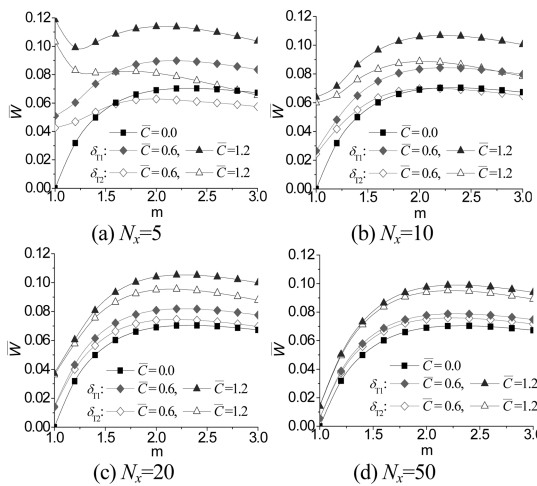 0.12
0.10
0.08
0.06
0.04
0.02
0.00
W̅
C̅=0.0
δT1: C̅=0.6, C̅=1.2
δT2: C̅=0.6, C̅=1.2
1.0 1.5 2.0 2.5 3.0
m
(a) Nx=5
0.12
0.10
0.08
0.06
0.04
0.02
0.00
W̅
C̅=0.0
δT1: C̅=0.6, C̅=1.2
δT2: C̅=0.6, C̅=1.2
1.0 1.5 2.0 2.5 3.0
m
(b) Nx=10
0.12
0.10
0.08
0.06
0.04
0.02
0.00
W̅
C̅=0.0
δT1: C̅=0.6, C̅=1.2
δT2: C̅=0.6, C̅=1.2
1.0 1.5 2.0 2.5 3.0
m
(c) Nx=20
0.12
0.10
0.08
0.06
0.04
0.02
0.00
W̅
C̅=0.0
δT1: C̅=0.6, C̅=1.2
δT2: C̅=0.6, C̅=1.2
1.0 1.5 2.0 2.5 3.0
m
(d) Nx=50